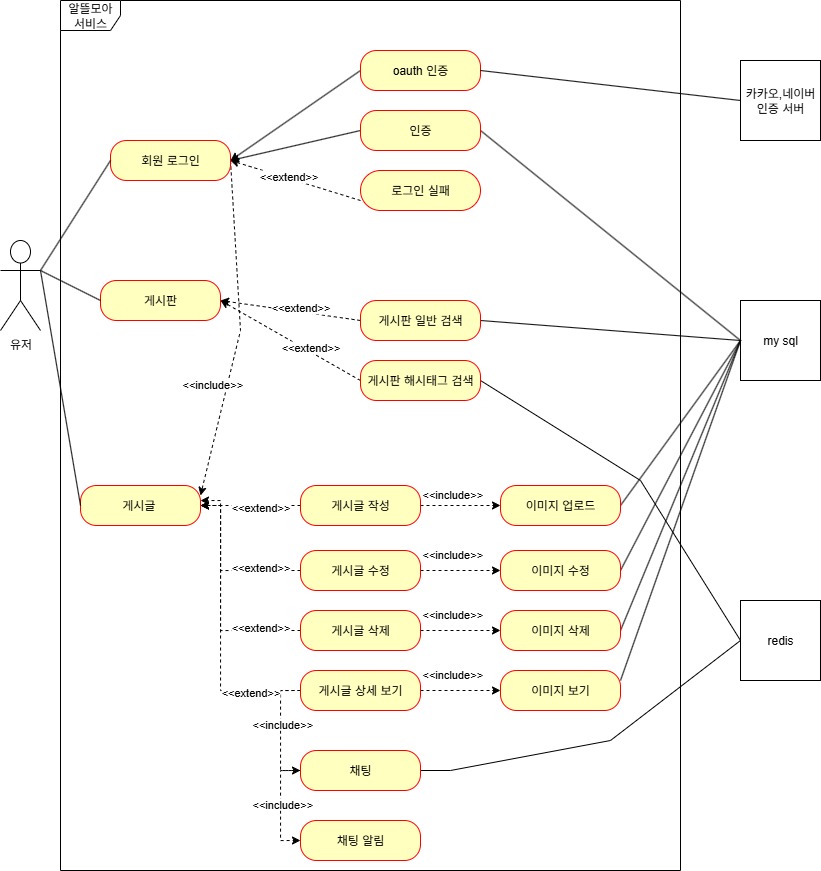 알뜰모아
서비스
oauth 인증
카카오,네이버
인증 서버
인증
회원 로그인
<<extend>>
로그인 실패
유저
게시판
<<extend>>
게시판 일반 검색
my sql
<<extend>>
게시판 해시태그 검색
<<include>>
게시글
<<extend>>
게시글 작성
<<include>>
이미지 업로드
<<extend>>
게시글 수정
<<include>>
이미지 수정
<<extend>>
게시글 삭제
<<include>>
이미지 삭제
redis
<<extend>>
게시글 상세 보기
<<include>>
이미지 보기
<<include>>
채팅
<<include>>
채팅 알림